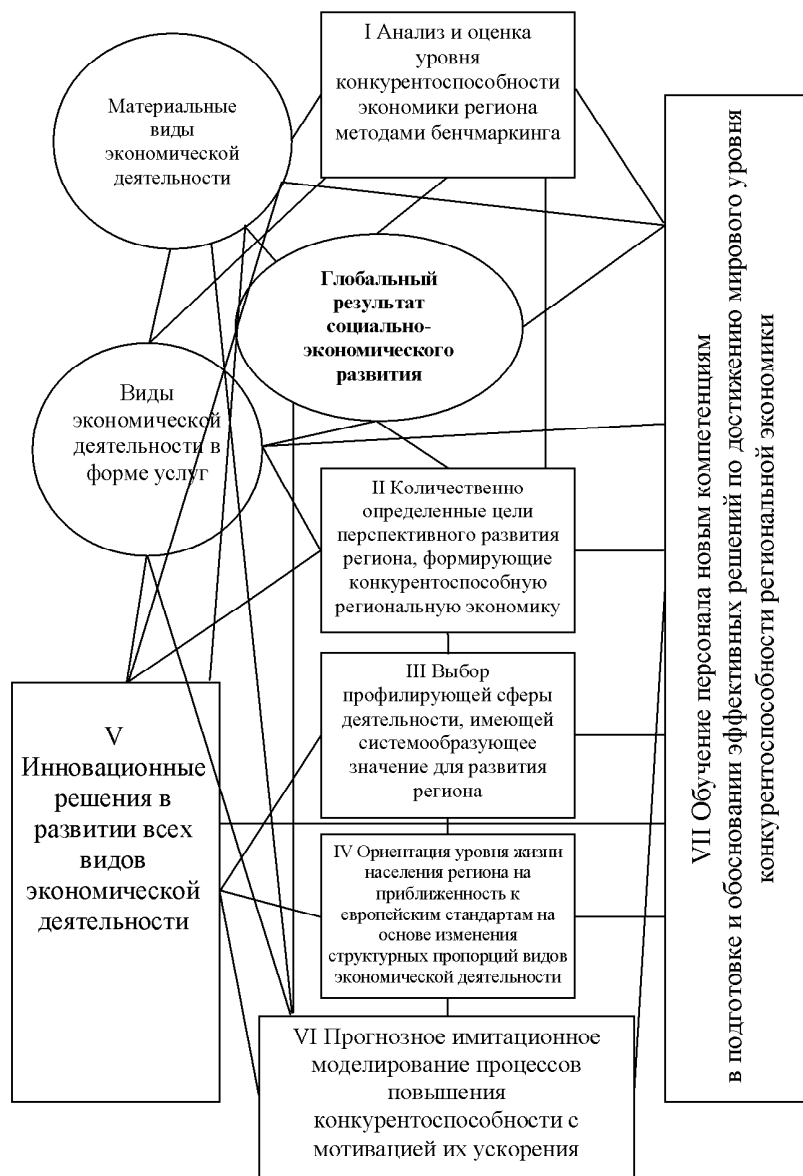 I Анализ и оценка
уровня
конкурентоспособности
экономики региона
методами бенчмаркинга
Материальные
виды
экономической
деятельности
Глобальный
результат
социально-
экономического
развития
Виды
экономической
деятельности в
форме услуг
II Количественно
определенные цели
перспективного развития
региона, формирующие
конкурентоспособную
региональную экономику
III Выбор
профилирующей сферы
деятельности, имеющей
системообразующее
значение для развития
региона
V
Инновационные
решения в
развитии всех
видов
экономической
деятельности
IV Ориентация уровня жизни
населения региона на
приближенность к
европейским стандартам на
основе изменения
структурных пропорций видов
экономической деятельности
VI Прогнозное имитационное
моделирование процессов
повышения
конкурентоспособности с
мотивацией их ускорения
VII Обучение персонала новым компетенциям
в подготовке и обосновании эффективных решений по достижению мирового уровня
конкурентоспособности региональной экономики